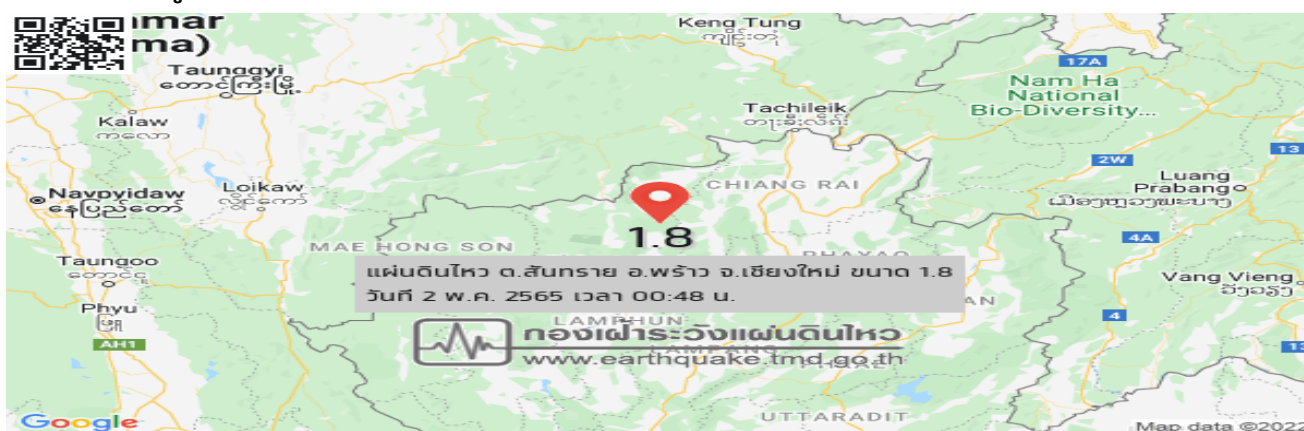 mar
Keng Tung
ကျိုင်းတုံ
ma)
17A
Taunggyi
တောင်ကြီးမြို့
Nam Ha
National
Bio-Diversity...
Tachileik
Kalaw
ကလော
13
2W
Luang
Prabang
ເມືອງຫຼວງພະບາງ
CHIANG RAI
Naypyidaw
နေပြည်တော်
Loikaw
လွိုင်ကော်
1.8
4A
MAE HONG SON
PHAYAO
Taungoo
တောင်ငူ
แผ่นดินไหว ต.สันทราย อ.พร้าว จ.เชียงใหม่ ขนาด 1.8
วันที่ 2 พ.ค. 2565 เวลา 00:48 น.
Vang Vieng
ວັງວຽງ
AN
Phyu
ဖြူး
4
LAMPHUN
กองเฝ้าระวังแผ่นดินไหว
AH1
LAMPANG
13
www.earthquake.tmd.go.th
UTTARADIT
Google
Map data ©2022